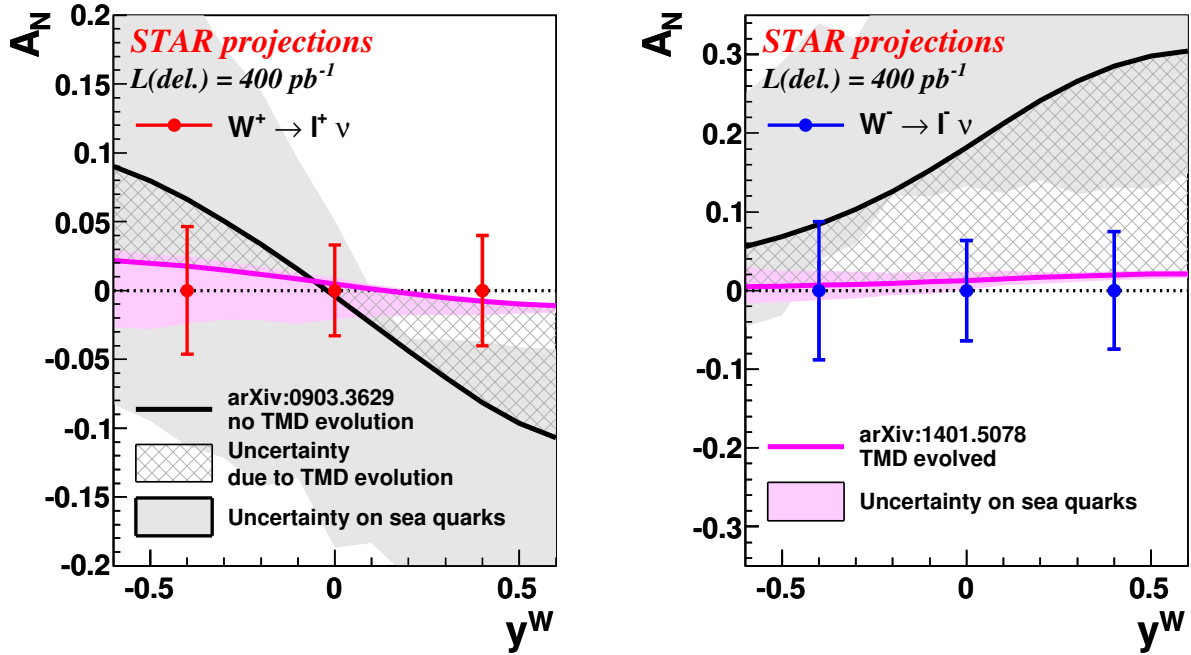 A_N
0.2
0.15
0.1
0.05
0
-0.05
-0.1
-0.15
-0.2
STAR projections
L(del.) = 400 pb⁻¹
W⁺ → l⁺ ν
arXiv:0903.3629
no TMD evolution
Uncertainty
due to TMD evolution
Uncertainty on sea quarks
-0.5 0 0.5
y^W
A_N
0.3
0.2
0.1
0
-0.1
-0.2
-0.3
STAR projections
L(del.) = 400 pb⁻¹
W⁻ → l⁻ ν
arXiv:1401.5078
TMD evolved
Uncertainty on sea quarks
-0.5 0 0.5
y^W